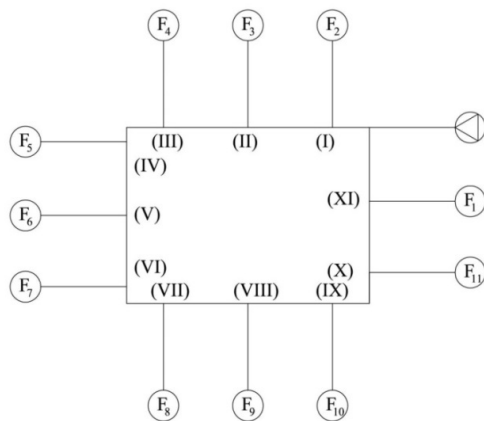 F₄ F₃ F₂
F₅ (III) (II) (I)
(IV)
(XI) F₁
F₆ (V)
(VI) (X) F₁₁
F₇ (VII) (VIII) (IX)
F₈ F₉ F₁₀